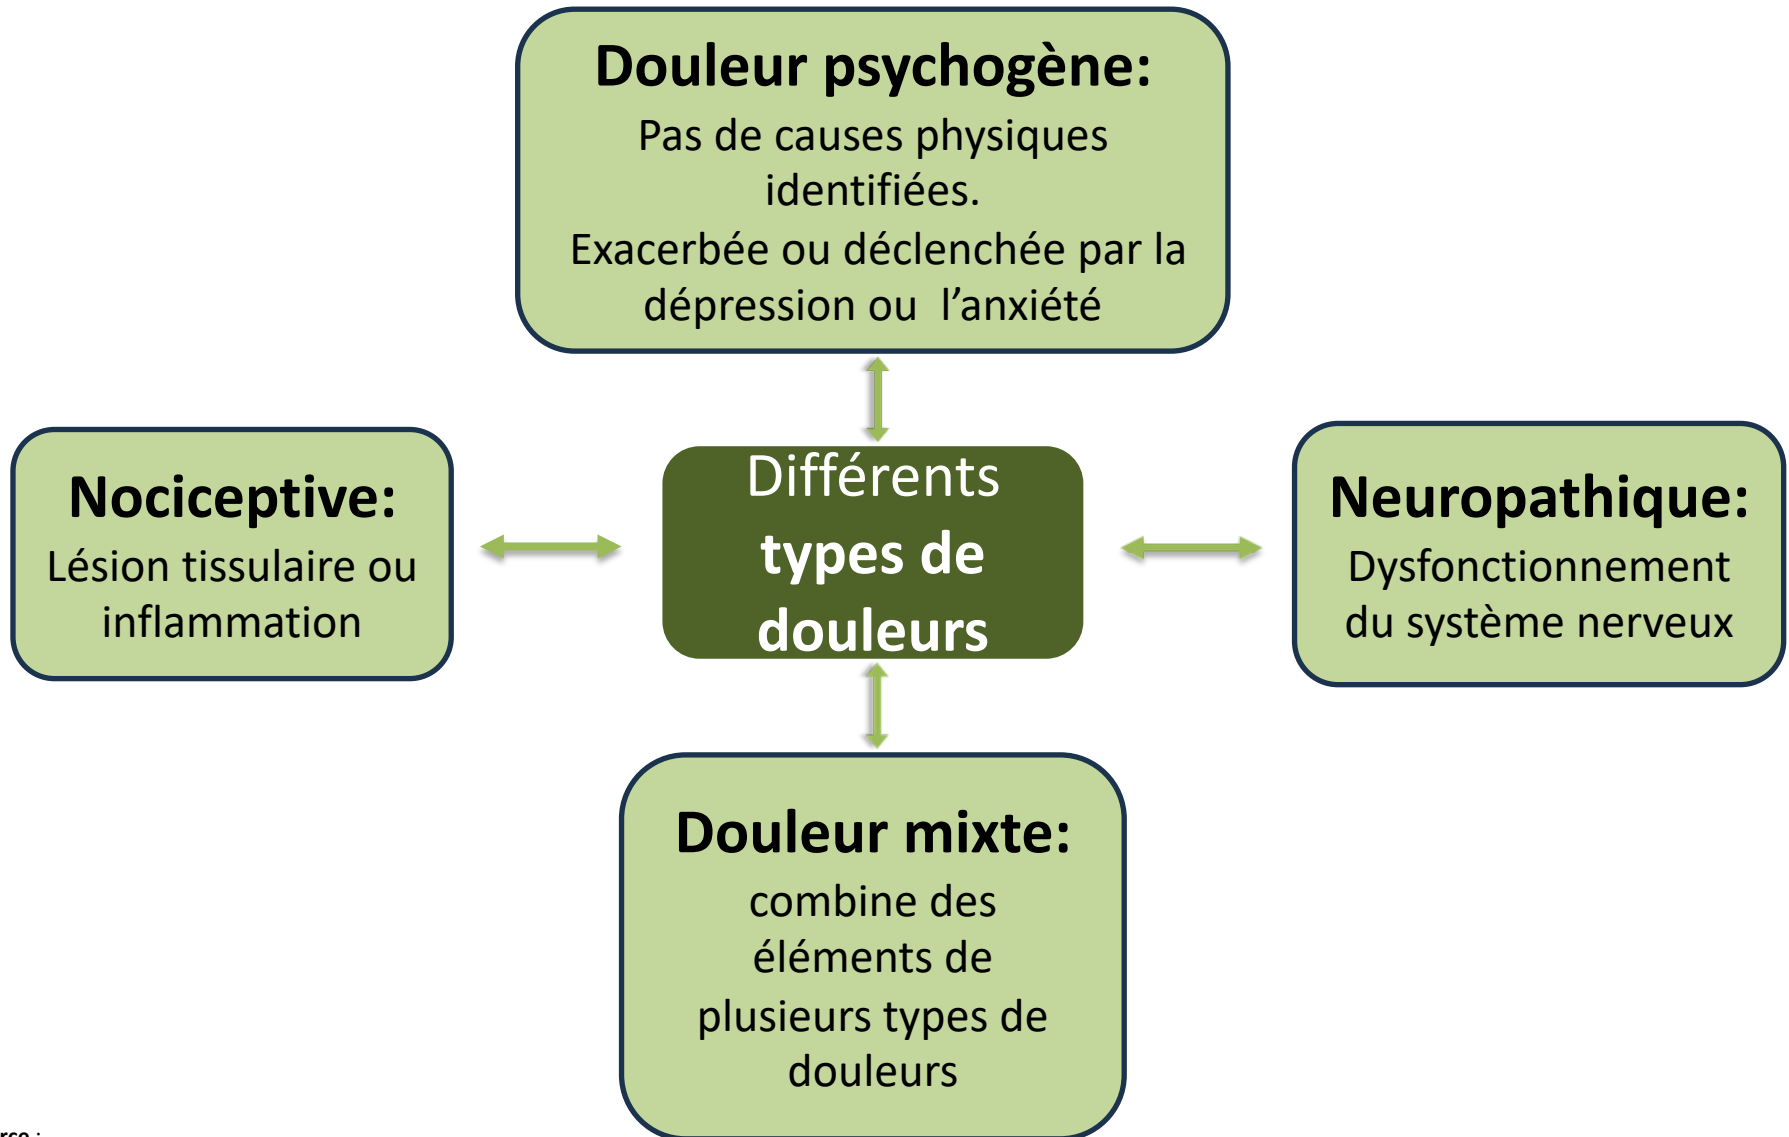 Douleur psychogène:
Pas de causes physiques
identifiées.
Exacerbée ou déclenchée par la
dépression ou  l’anxiété
Nociceptive:
Lésion tissulaire ou
inflammation
Différents
types de
douleurs
Neuropathique:
Dysfonctionnement
du système nerveux
Douleur mixte:
combine des
éléments de
plusieurs types de
douleurs